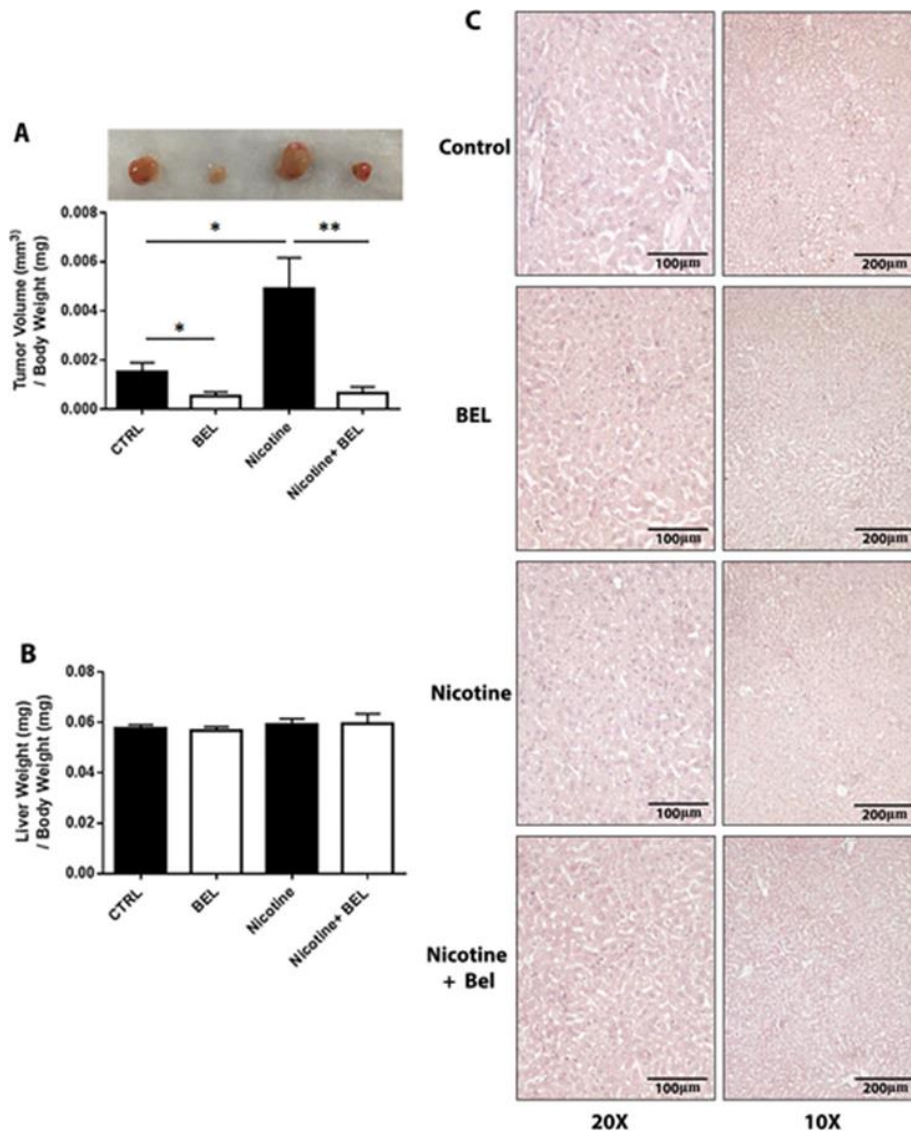 A
0.008
0.006
0.004
0.002
0.000
Tumor Volume (mm3)
/ Body Weight (mg)
*
*
**
CTRL
BEL
Nicotine
Nicotine+ BEL
B
0.08
0.06
0.04
0.02
0.00
Liver Weight (mg)
/ Body Weight (mg)
CTRL
BEL
Nicotine
Nicotine+ BEL
C
Control
100μm
200μm
BEL
100μm
200μm
Nicotine
100μm
200μm
Nicotine
+ Bel
100μm
200μm
20X
10X